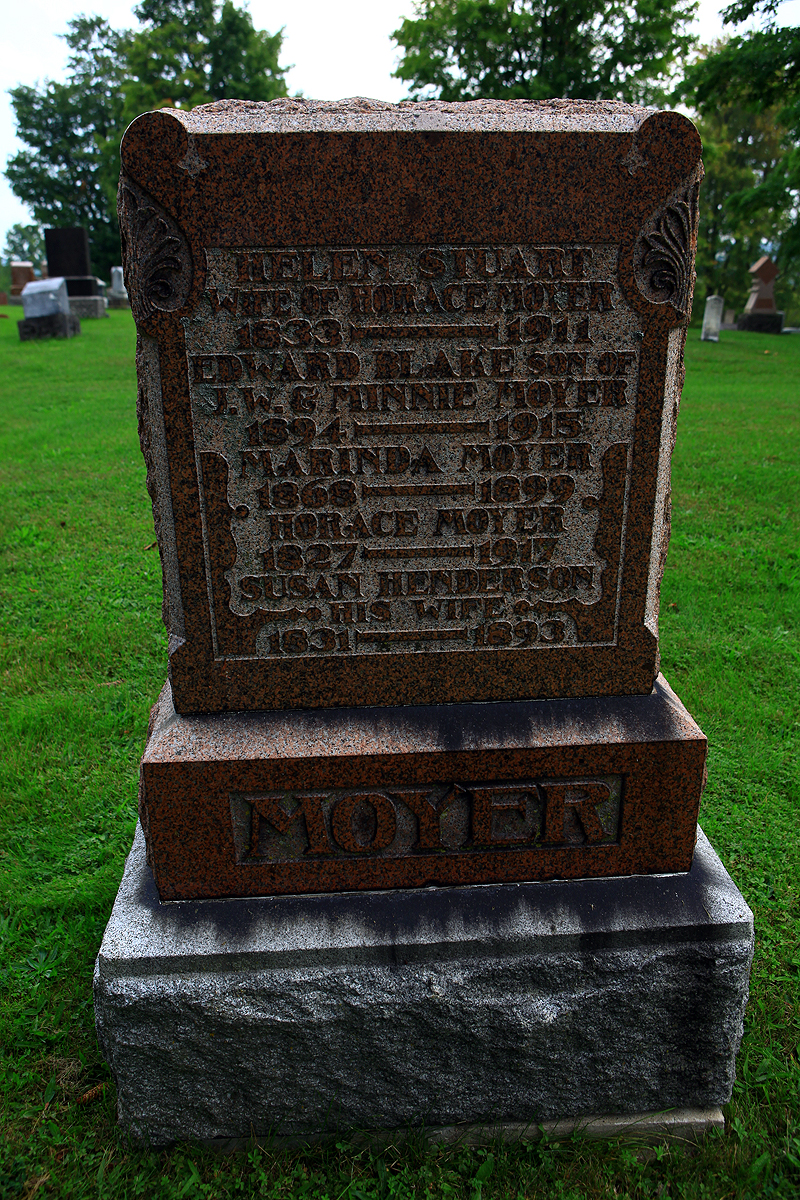 HELEN STUART
WIFE OF HORACE MOYER
1833 — 1911
EDWARD BLAKE SON OF
J.W. & MINNIE MOYER
1894 — 1915
MARINDA MOYER
1868 — 1899
HORACE MOYER
1827 — 1917
SUSAN HENDERSON
HIS WIFE
1831 — 1893
MOYER